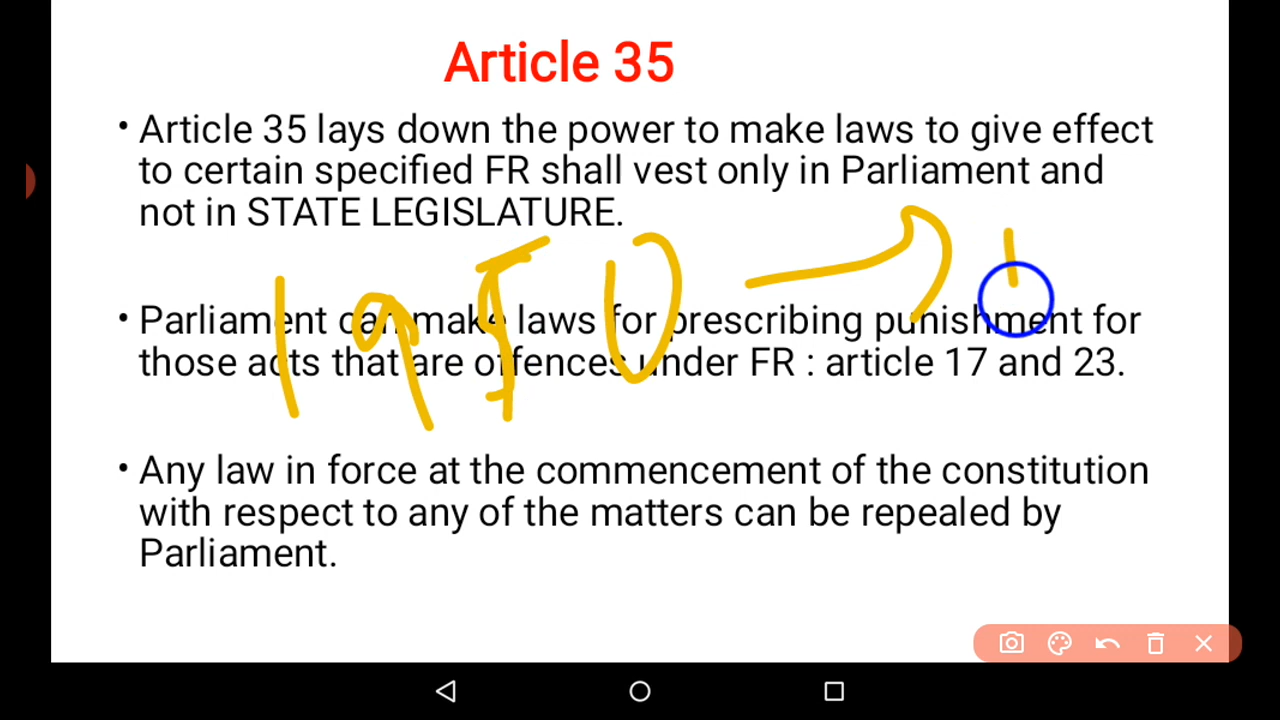 Article 35
• Article 35 lays down the power to make laws to give effect
to certain specified FR shall vest only in Parliament and
not in STATE LEGISLATURE.
1950
• Parliament can make laws for prescribing punishment for
those acts that are offences under FR : article 17 and 23.
• Any law in force at the commencement of the constitution
with respect to any of the matters can be repealed by
Parliament.